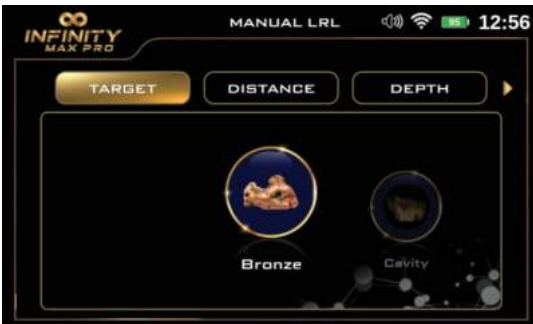 INFINITY
MAX PRO
MANUAL LRL
95
12:56
TARGET
DISTANCE
DEPTH
Bronze
Cavity